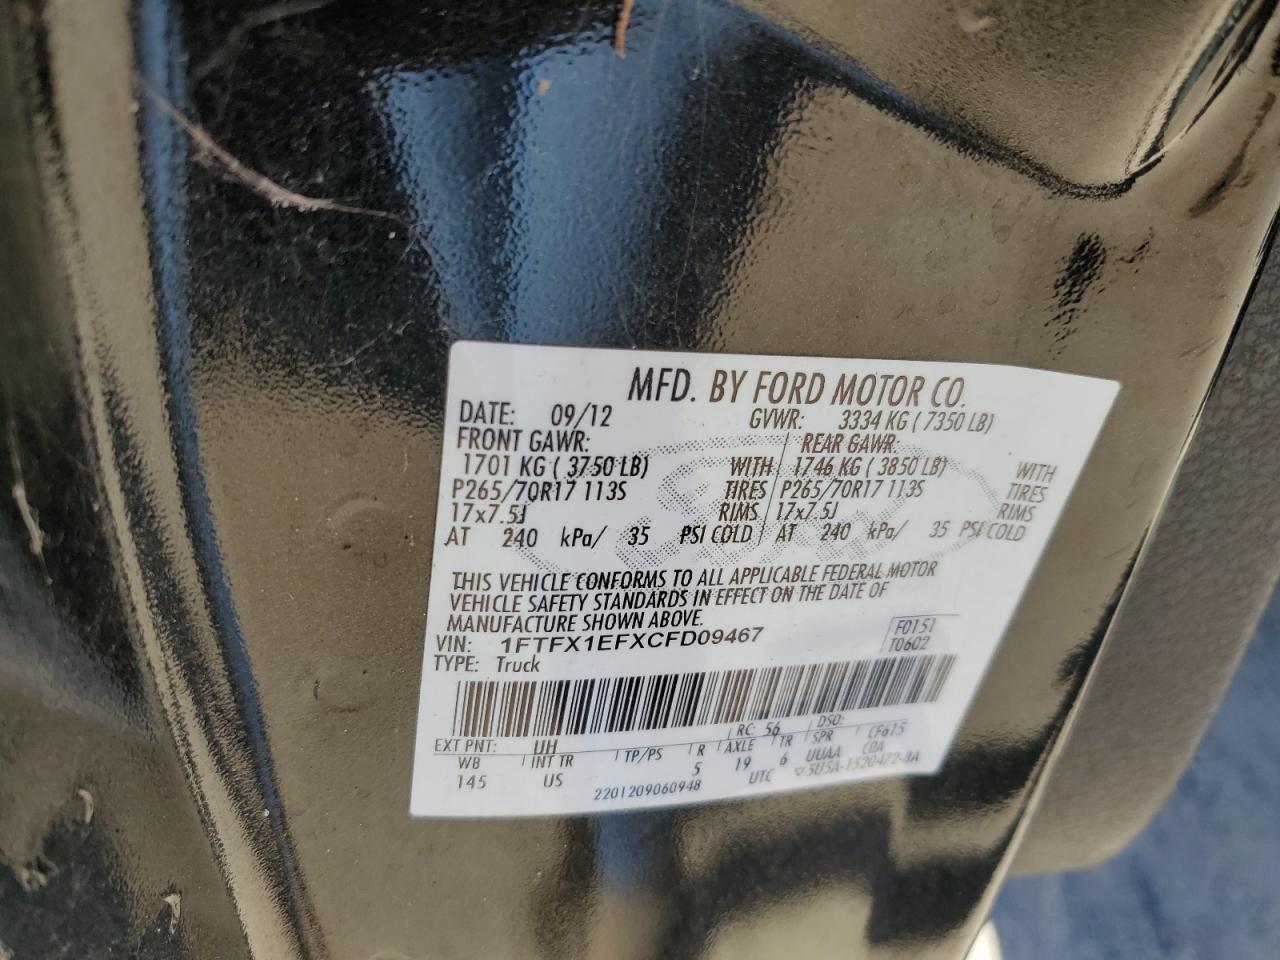 MFD. BY FORD MOTOR CO.
DATE: 09/12 GVWR: 3334 KG ( 7350 LB)
FRONT GAWR: REAR GAWR:
1701 KG ( 3750 LB) WITH 1746 KG ( 3850 LB) WITH
P265/70R17 113S TIRES P265/70R17 113S TIRES
17x7.5J RIMS 17x7.5J RIMS
AT 240 kPa/ 35 PSI COLD AT 240 kPa/ 35 PSI COLD
THIS VEHICLE CONFORMS TO ALL APPLICABLE FEDERAL MOTOR
VEHICLE SAFETY STANDARDS IN EFFECT ON THE DATE OF
MANUFACTURE SHOWN ABOVE.
VIN: 1FTFX1EFXCFD09467 F0151
TYPE: Truck T0602
EXT PNT: UH RC: 56 DSO:
WB INT TR TP/PS R AXLE TR SPR CF615
145 US 5 19 6 UUAA CDA
2201209060948 UTC ▽5U5A-1520472-BA